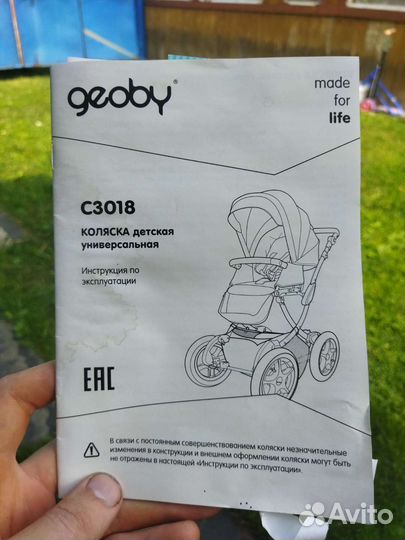 geoby®
made
for
life
C3018
КОЛЯСКА детская
универсальная
Инструкция по
эксплуатации
EAC
В связи с постоянным совершенствованием коляски незначительные
изменения в конструкции и внешнем оформлении коляски могут быть
не отражены в настоящей «Инструкции по эксплуатации».
Avito